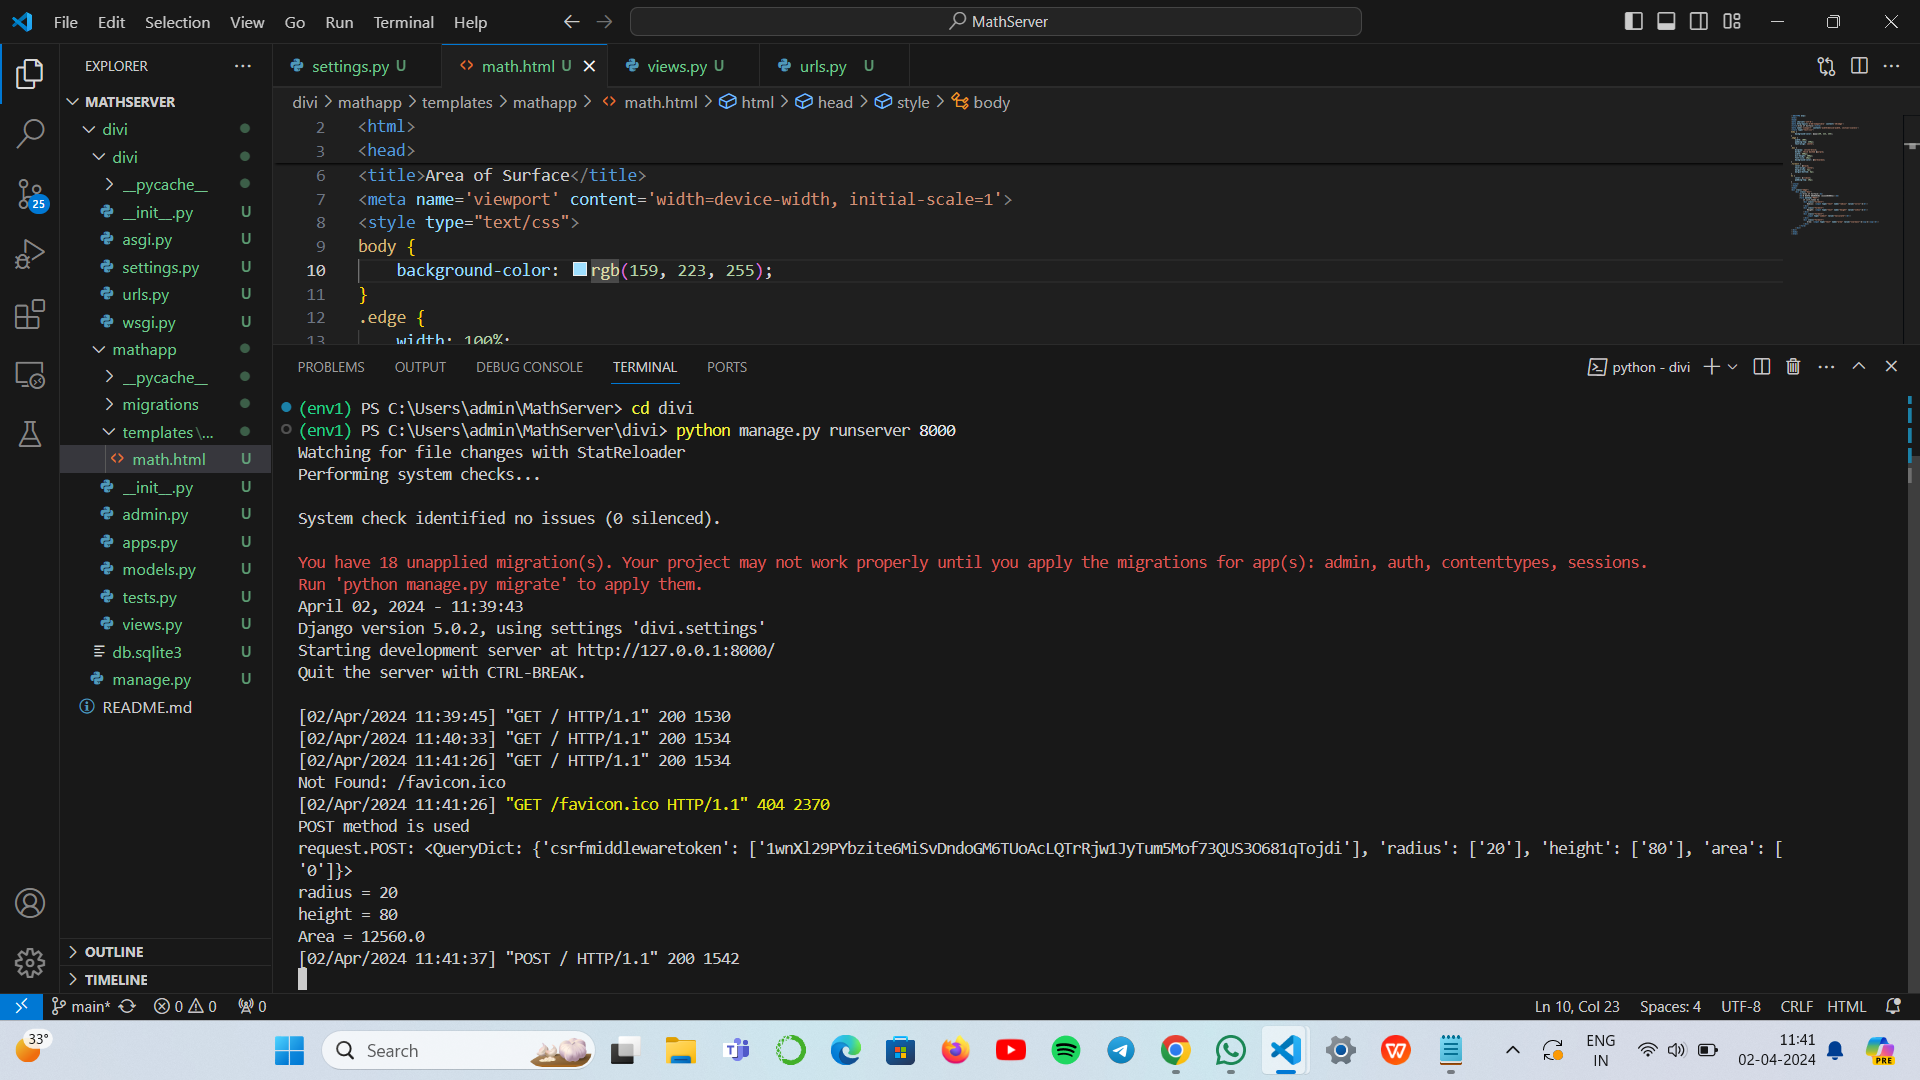 File Edit Selection View Go Run Terminal Help
MathServer
EXPLORER
MATHSERVER
divi
divi
__pycache__
__init__.py U
asgi.py U
settings.py U
urls.py U
wsgi.py U
mathapp
__pycache__
migrations
templates\...
math.html U
__init__.py U
admin.py U
apps.py U
models.py U
tests.py U
views.py U
db.sqlite3 U
manage.py U
README.md
OUTLINE
TIMELINE
25
settings.py U
math.html U
views.py U
urls.py U
divi > mathapp > templates > mathapp > math.html > html > head > style > body
2 <html>
3 <head>
6 <title>Area of Surface</title>
7 <meta name='viewport' content='width=device-width, initial-scale=1'>
8 <style type="text/css">
9 body {
10 background-color: rgb(159, 223, 255);
11 }
12 .edge {
13 width: 100%;
PROBLEMS OUTPUT DEBUG CONSOLE TERMINAL PORTS
python - divi
(env1) PS C:\Users\admin\MathServer> cd divi
(env1) PS C:\Users\admin\MathServer\divi> python manage.py runserver 8000
Watching for file changes with StatReloader
Performing system checks...
System check identified no issues (0 silenced).
You have 18 unapplied migration(s). Your project may not work properly until you apply the migrations for app(s): admin, auth, contenttypes, sessions.
Run 'python manage.py migrate' to apply them.
April 02, 2024 - 11:39:43
Django version 5.0.2, using settings 'divi.settings'
Starting development server at http://127.0.0.1:8000/
Quit the server with CTRL-BREAK.
[02/Apr/2024 11:39:45] "GET / HTTP/1.1" 200 1530
[02/Apr/2024 11:40:33] "GET / HTTP/1.1" 200 1534
[02/Apr/2024 11:41:26] "GET / HTTP/1.1" 200 1534
Not Found: /favicon.ico
[02/Apr/2024 11:41:26] "GET /favicon.ico HTTP/1.1" 404 2370
POST method is used
request.POST: <QueryDict: {'csrfmiddlewaretoken': ['1wnXl29PYbzite6MiSvDndoGM6TUoAcLQTrRjw1JyTum5Mof73QUS3O681qTojdi'], 'radius': ['20'], 'height': ['80'], 'area': [
'0']}>
radius = 20
height = 80
Area = 12560.0
[02/Apr/2024 11:41:37] "POST / HTTP/1.1" 200 1542
main* 0 0 0
Ln 10, Col 23 Spaces: 4 UTF-8 CRLF HTML
33°
Search
ENG
IN
11:41
02-04-2024
PRE